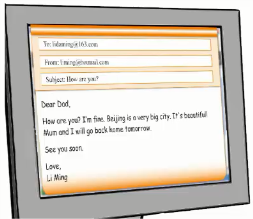 To: lidaming@163.com
From: liming@hotmail.com
Subject: How are you?
Dear Dad,
How are you? I'm fine. Beijing is a very big city. It's beautiful
Mum and I will go back home tomorrow.
See you soon.
Love,
Li Ming